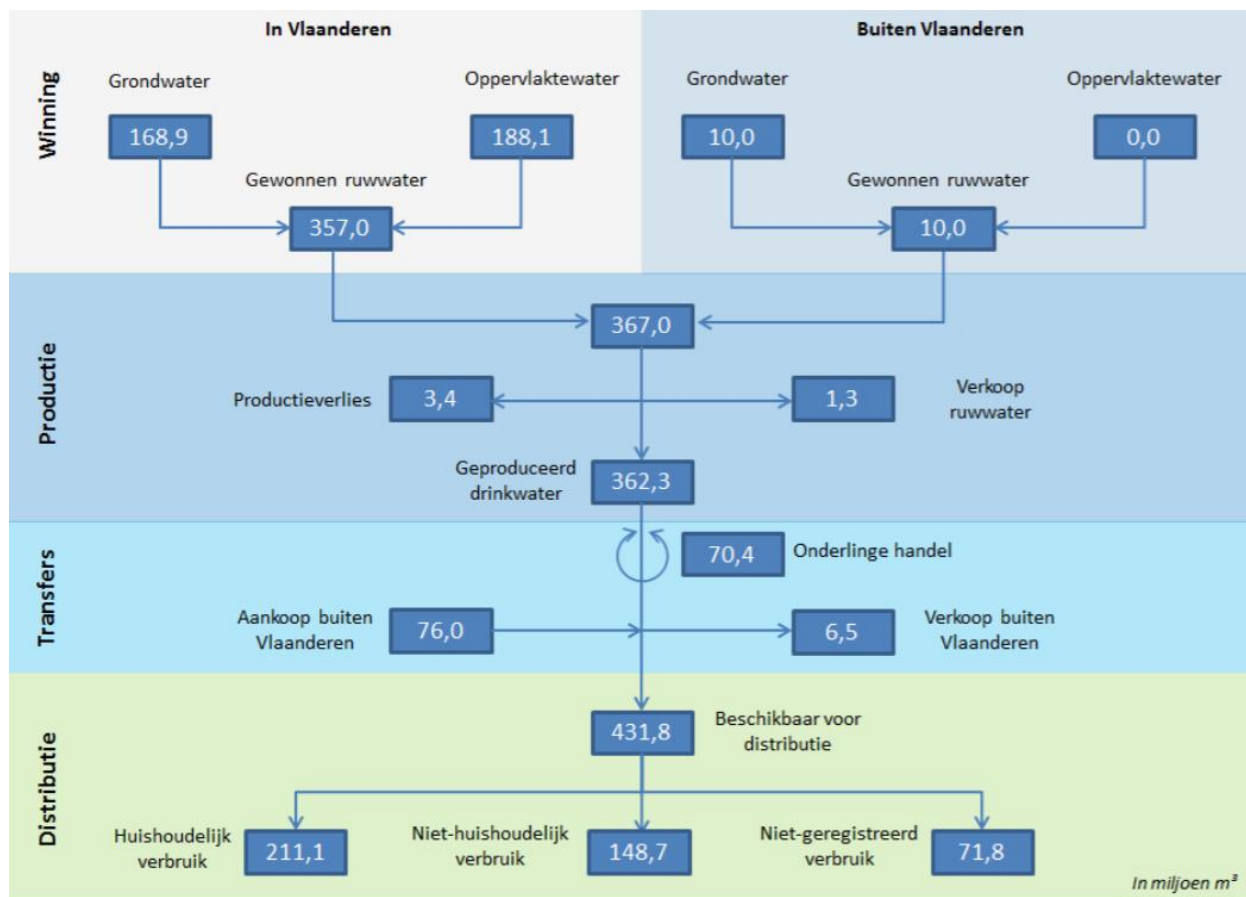 In Vlaanderen
Buiten Vlaanderen
Winning
Grondwater
Oppervlaktewater
Grondwater
Oppervlaktewater
168,9
188,1
10,0
0,0
Gewonnen ruwwater
Gewonnen ruwwater
357,0
10,0
Productie
367,0
Productieverlies
3,4
1,3
Verkoop
ruwwater
Geproduceerd
drinkwater
362,3
Transfers
70,4
Onderlinge handel
Aankoop buiten
Vlaanderen
76,0
6,5
Verkoop buiten
Vlaanderen
Distributie
431,8
Beschikbaar voor
distributie
Huishoudelijk
verbruik
211,1
Niet-huishoudelijk
verbruik
148,7
Niet-geregistreerd
verbruik
71,8
In miljoen m³